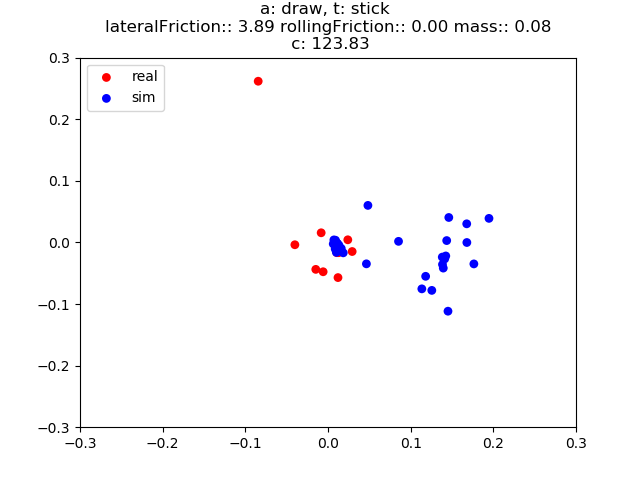 a: draw, t: stick
lateralFriction:: 3.89 rollingFriction:: 0.00 mass:: 0.08
c: 123.83
real
sim
0.3
0.2
0.1
0.0
−0.1
−0.2
−0.3
−0.3 −0.2 −0.1 0.0 0.1 0.2 0.3